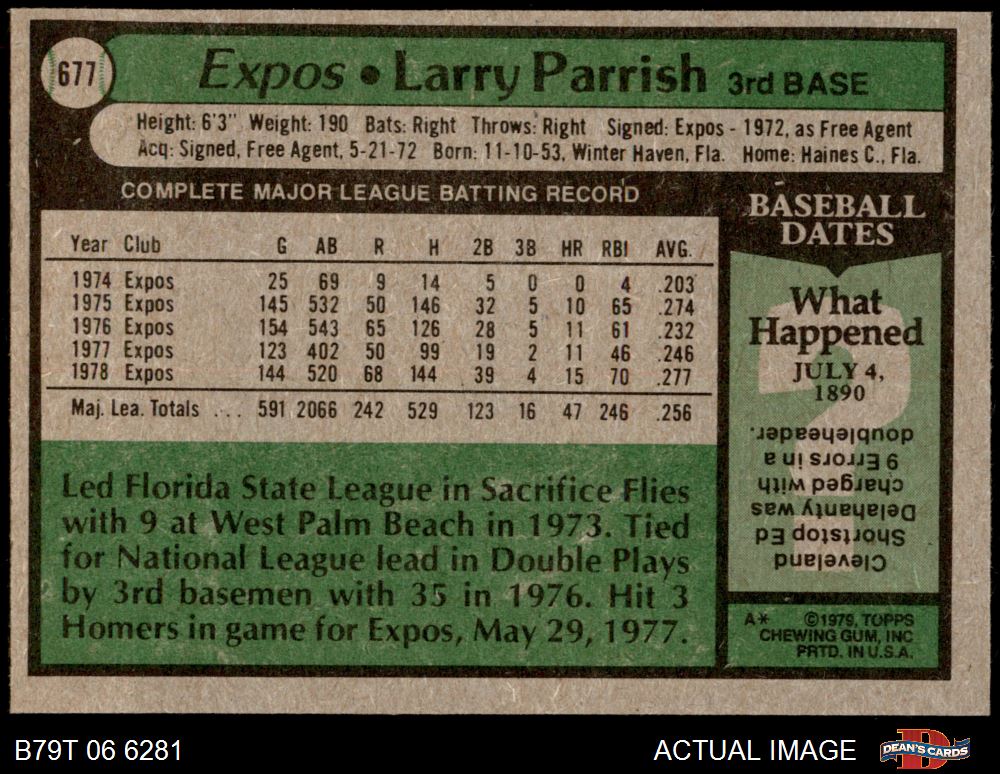 677
Expos • Larry Parrish 3rd BASE
Height: 6'3" Weight: 190 Bats: Right Throws: Right Signed: Expos - 1972, as Free Agent
Acq: Signed, Free Agent, 5-21-72 Born: 11-10-53, Winter Haven, Fla. Home: Haines C., Fla.
COMPLETE MAJOR LEAGUE BATTING RECORD
Year Club G AB R H 2B 3B HR RBI AVG.
1974 Expos 25 69 9 14 5 0 0 4 .203
1975 Expos 145 532 50 146 32 5 10 65 .274
1976 Expos 154 543 65 126 28 5 11 61 .232
1977 Expos 123 402 50 99 19 2 11 46 .246
1978 Expos 144 520 68 144 39 4 15 70 .277
Maj. Lea. Totals ... 591 2066 242 529 123 16 47 246 .256
Led Florida State League in Sacrifice Flies
with 9 at West Palm Beach in 1973. Tied
for National League lead in Double Plays
by 3rd basemen with 35 in 1976. Hit 3
Homers in game for Expos, May 29, 1977.
BASEBALL
DATES
What
Happened
JULY 4,
1890
Cleveland
Shortstop Ed
Delahanty was
charged with
9 Errors in a
doubleheader.
A* ©1979, TOPPS
CHEWING GUM, INC
PRTD. IN U.S.A.
B79T 06 6281
ACTUAL IMAGE
DEAN'S CARDS